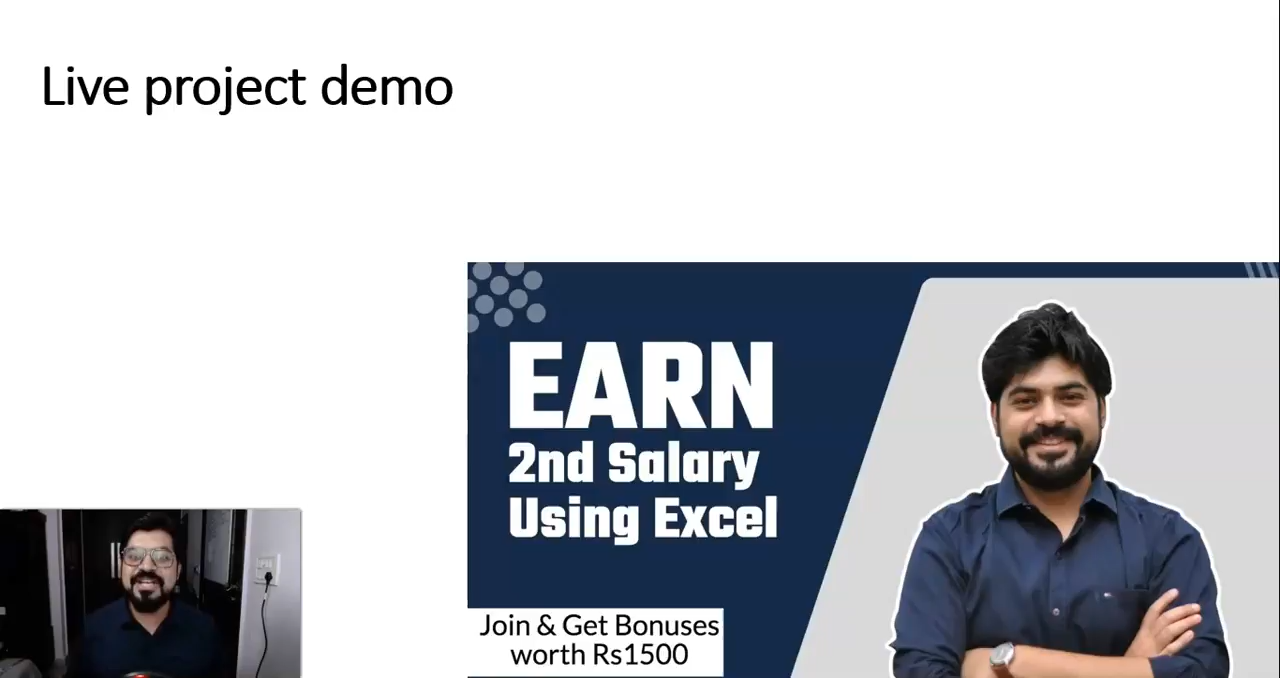 Live project demo
EARN
2nd Salary
Using Excel
Join & Get Bonuses
worth Rs1500